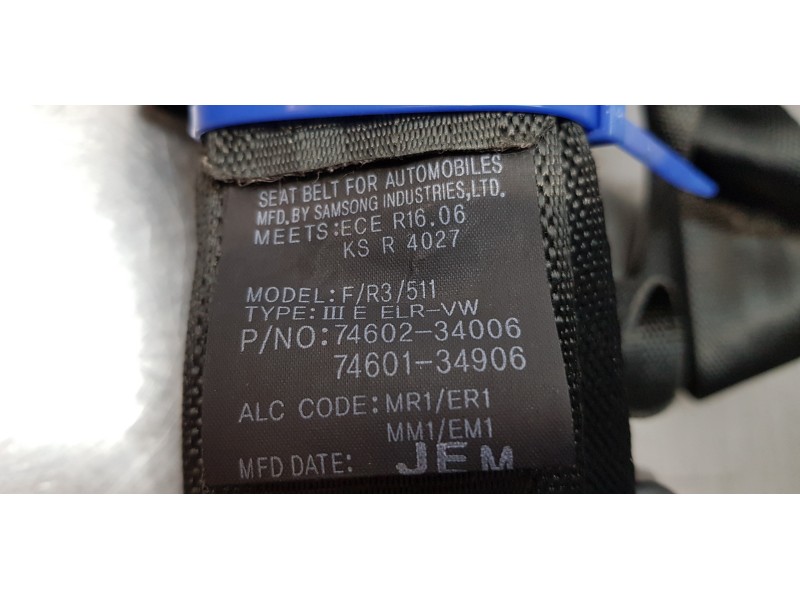 SEAT BELT FOR AUTOMOBILES
MFD.BY SAMSONG INDUSTRIES,LTD.
MEETS:ECE R16.06
KS R 4027
MODEL:F/R3/511
TYPE:III E ELR-VW
P/NO:74602-34006
74601-34906
ALC CODE:MR1/ER1
MM1/EM1
MFD DATE: JEM